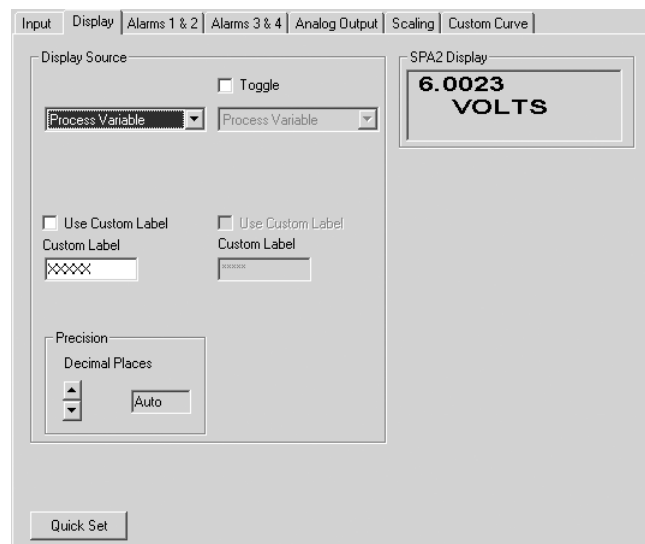 Input Display Alarms 1 & 2 Alarms 3 & 4 Analog Output Scaling Custom Curve
Display Source
Toggle
Process Variable Process Variable
Use Custom Label Use Custom Label
Custom Label Custom Label
XXXXX xxxxx
Precision
Decimal Places
Auto
SPA2 Display
6.0023
VOLTS
Quick Set